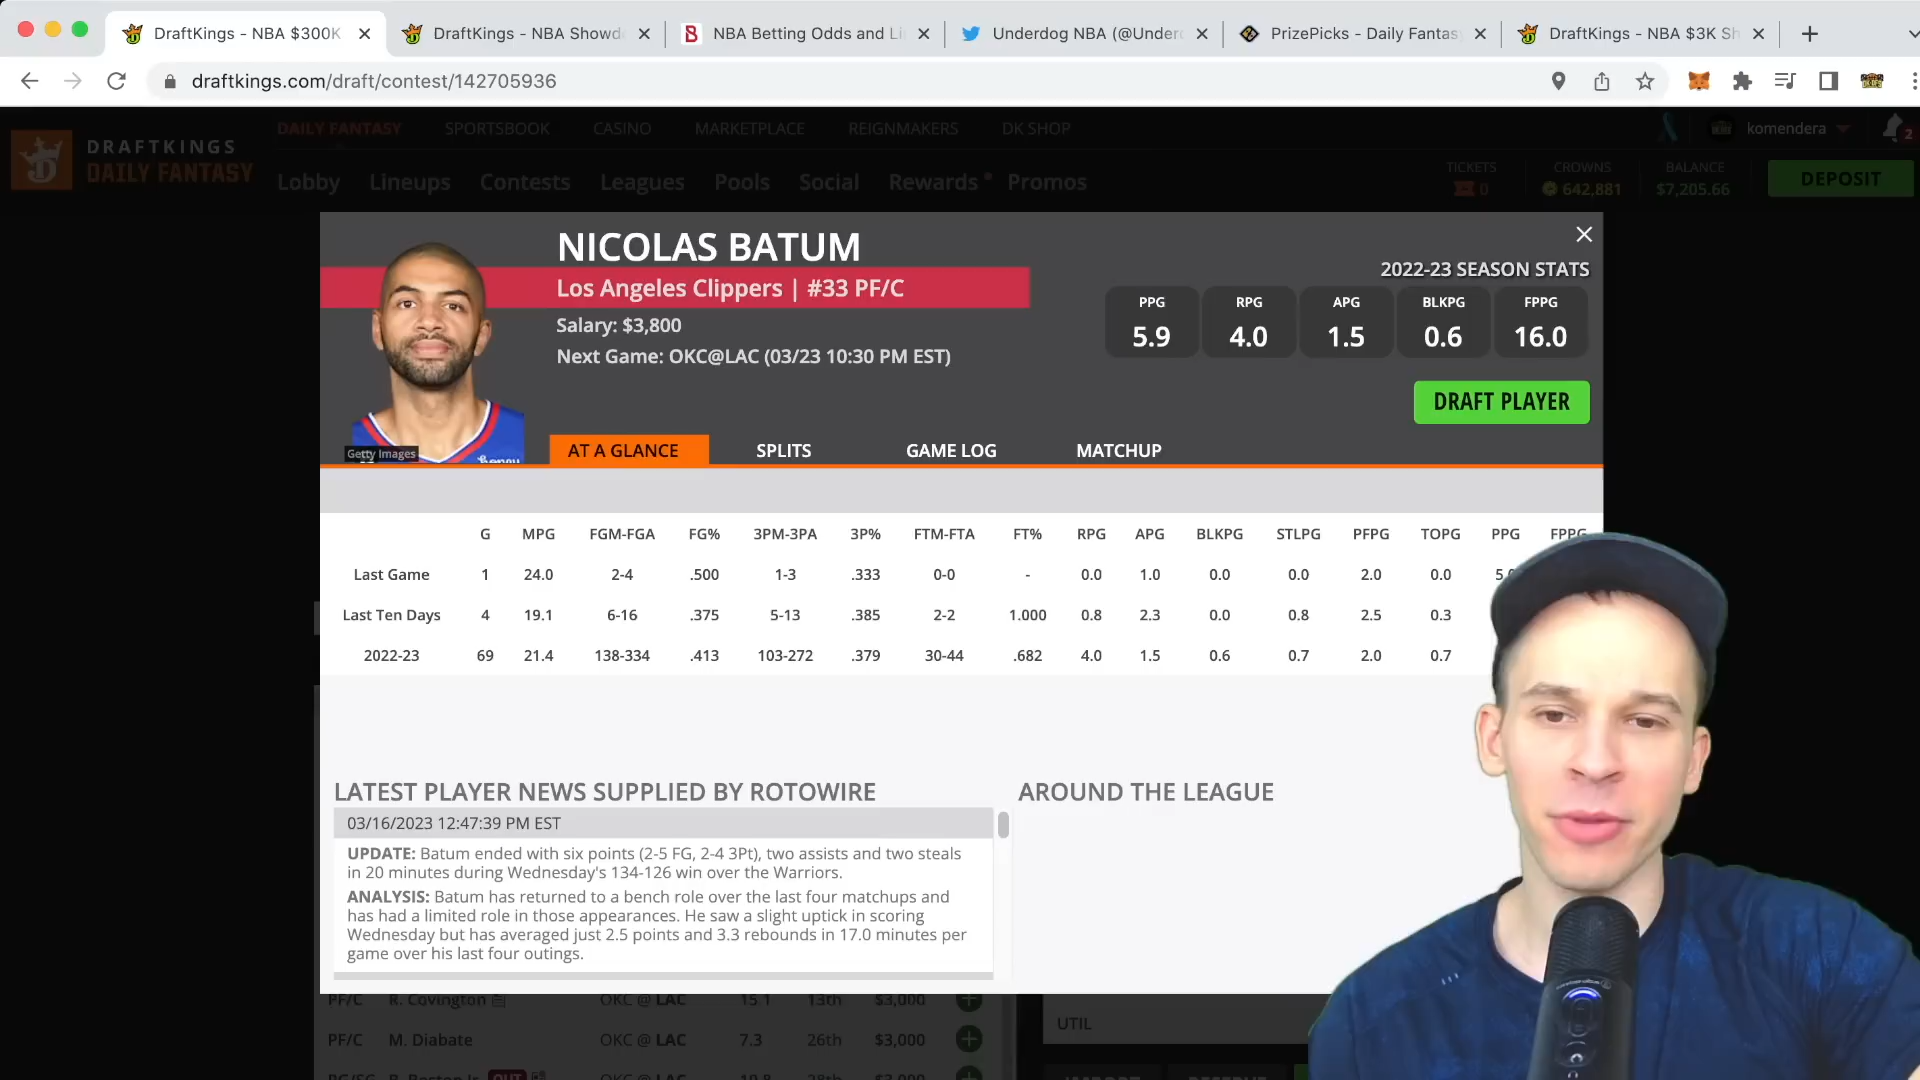 DraftKings - NBA $300K
DraftKings - NBA Showd
NBA Betting Odds and Li
Underdog NBA (@Under
PrizePicks - Daily Fantas
DraftKings - NBA $3K Sh
draftkings.com/draft/contest/142705936
DAILY FANTASY SPORTSBOOK CASINO MARKETPLACE REIGNMAKERS DK SHOP
komendera
2
DRAFTKINGS
DAILY FANTASY
Lobby Lineups Contests Leagues Pools Social Rewards Promos
TICKETS CROWNS BALANCE
0 642,881 $7,205.66
DEPOSIT
NICOLAS BATUM
Los Angeles Clippers | #33 PF/C
Salary: $3,800
Next Game: OKC@LAC (03/23 10:30 PM EST)
2022-23 SEASON STATS
PPG RPG APG BLKPG FPPG
5.9 4.0 1.5 0.6 16.0
DRAFT PLAYER
Getty Images
AT A GLANCE SPLITS GAME LOG MATCHUP
G MPG FGM-FGA FG% 3PM-3PA 3P% FTM-FTA FT% RPG APG BLKPG STLPG PFPG TOPG PPG FPPG
Last Game 1 24.0 2-4 .500 1-3 .333 0-0 - 0.0 1.0 0.0 0.0 2.0 0.0
Last Ten Days 4 19.1 6-16 .375 5-13 .385 2-2 1.000 0.8 2.3 0.0 0.8 2.5 0.3
2022-23 69 21.4 138-334 .413 103-272 .379 30-44 .682 4.0 1.5 0.6 0.7 2.0 0.7
LATEST PLAYER NEWS SUPPLIED BY ROTOWIRE
AROUND THE LEAGUE
03/16/2023 12:47:39 PM EST
UPDATE: Batum ended with six points (2-5 FG, 2-4 3Pt), two assists and two steals
in 20 minutes during Wednesday's 134-126 win over the Warriors.
ANALYSIS: Batum has returned to a bench role over the last four matchups and
has had a limited role in those appearances. He saw a slight uptick in scoring
Wednesday but has averaged just 2.5 points and 3.3 rebounds in 17.0 minutes per
game over his last four outings.
PF/C R. Covington OKC @ LAC 15.1 13th $3,000
PF/C M. Diabate OKC @ LAC 7.3 26th $3,000
UTIL